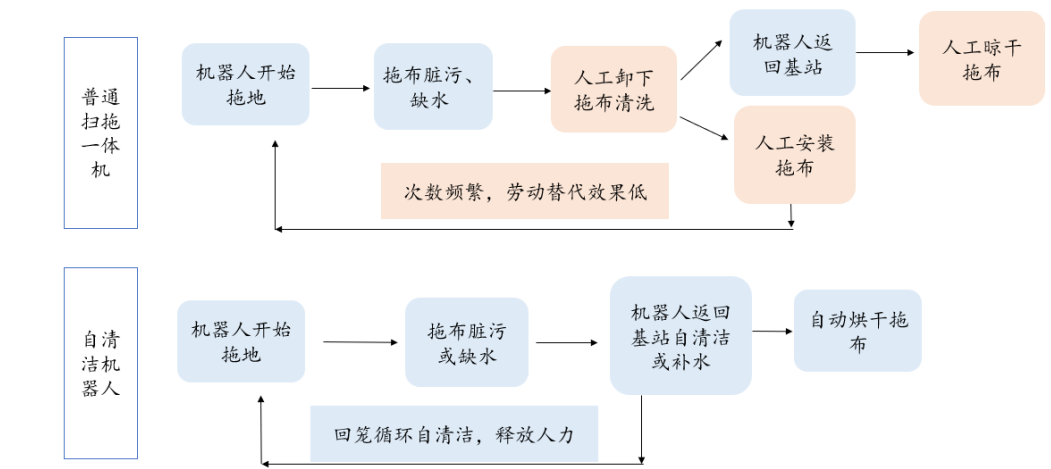 普通
扫拖
一体
机
机器人开始
拖地
拖布脏污、
缺水
人工卸下
拖布清洗
机器人返
回基站
人工晾干
拖布
人工安装
拖布
次数频繁，劳动替代效果低
自清
洁机
器人
机器人开始
拖地
拖布脏污
或缺水
机器人返回
基站自清洁
或补水
自动烘干拖
布
回笼循环自清洁，释放人力